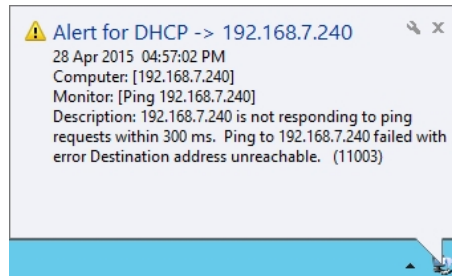 Alert for DHCP -> 192.168.7.240
28 Apr 2015 04:57:02 PM
Computer: [192.168.7.240]
Monitor: [Ping 192.168.7.240]
Description: 192.168.7.240 is not responding to ping
requests within 300 ms. Ping to 192.168.7.240 failed with
error Destination address unreachable. (11003)